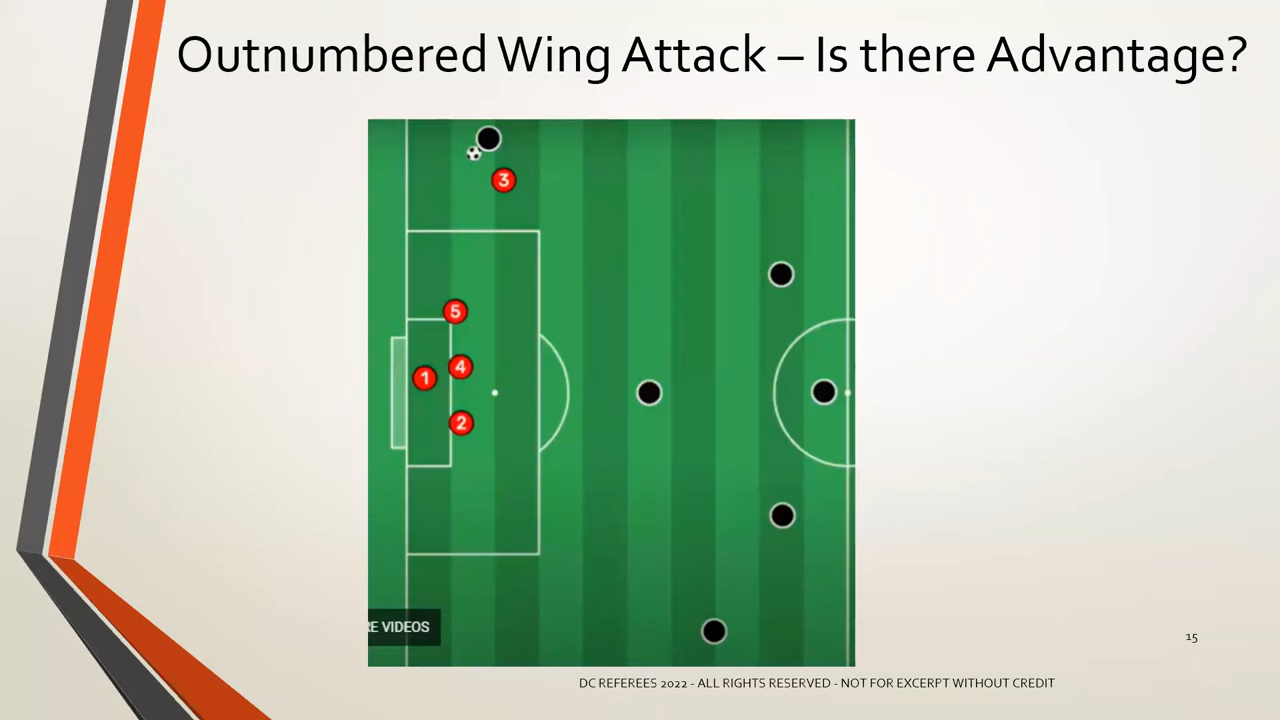 Outnumbered Wing Attack – Is there Advantage?
3
5
4
1
2
RE VIDEOS
15
DC REFEREES 2022 - ALL RIGHTS RESERVED - NOT FOR EXCERPT WITHOUT CREDIT